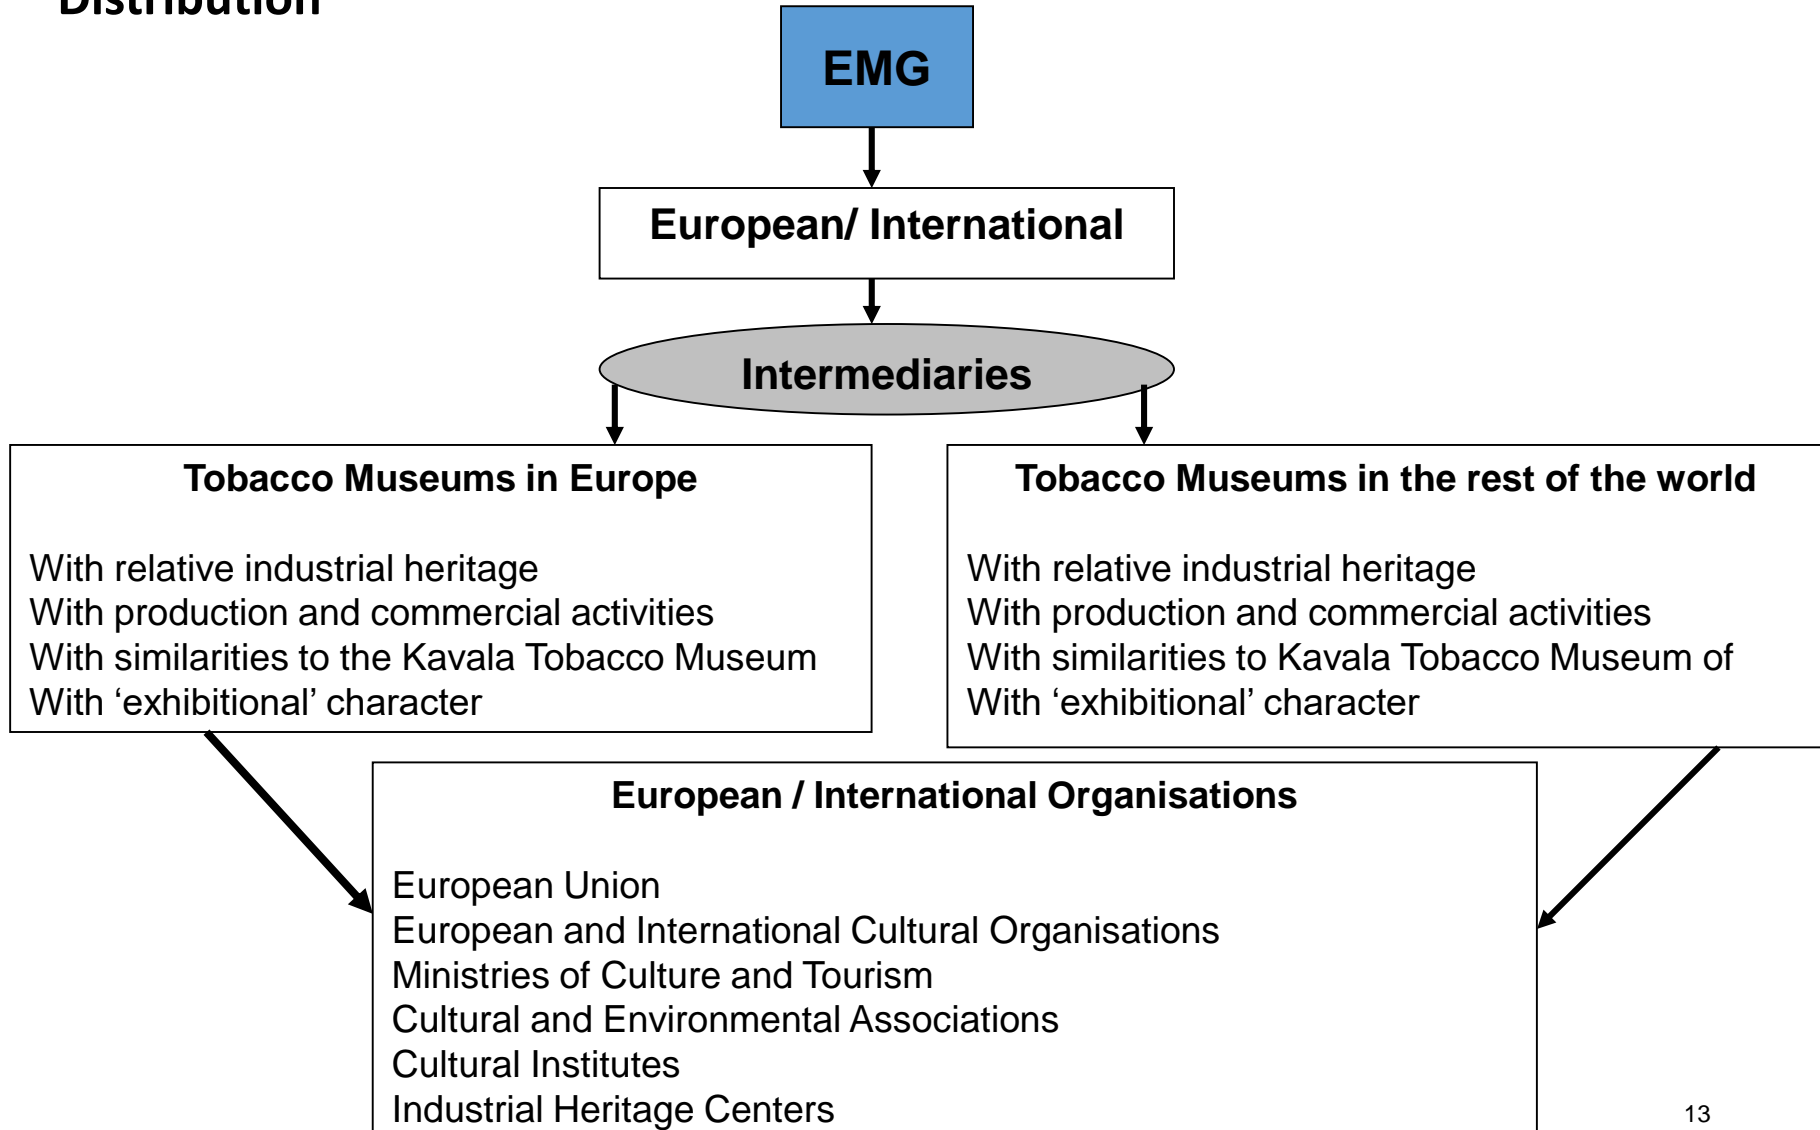 Distribution
EMG
European/ International
Intermediaries
Tobacco Museums in Europe
With relative industrial heritage
With production and commercial activities
With similarities to the Kavala Tobacco Museum
With ‘exhibitional’ character
Tobacco Museums in the rest of the world
With relative industrial heritage
With production and commercial activities
With similarities to Kavala Tobacco Museum of
With ‘exhibitional’ character
European / International Organisations
European Union
European and International Cultural Organisations
Ministries of Culture and Tourism
Cultural and Environmental Associations
Cultural Institutes
Industrial Heritage Centers
13